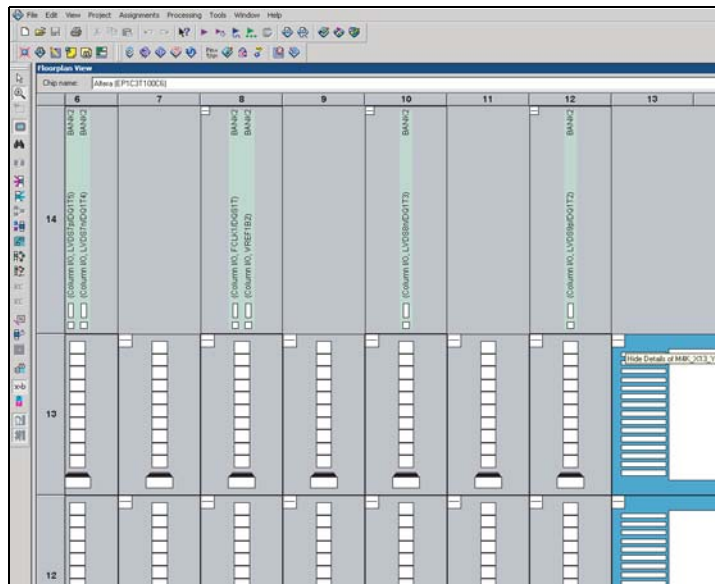 File Edit View Project Assignments Processing Tools Window Help
Floorplan View
Chip name: Altera (EP1C3T100C6)
6 7 8 9 10 11 12 13
BANK2
BANK2
BANK2
BANK2
BANK2
BANK2
(Column I/O, LVDS7p/DQ1T5)
(Column I/O, LVDS7n/DQ1T4)
(Column I/O, FCLK1/DQS1T)
(Column I/O, VREF1B2)
(Column I/O, LVDS8n/DQ1T3)
(Column I/O, LVDS9p/DQ1T2)
14
Hide Details of M4K_X13_Y
13
12